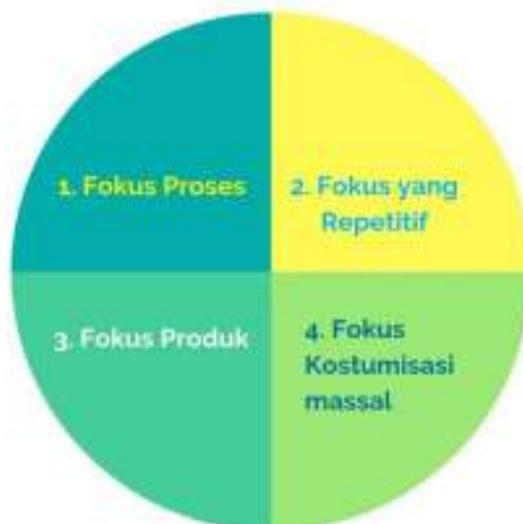 1. Fokus Proses
2. Fokus yang
Repetitif
3. Fokus Produk
4. Fokus
Kostumisasi
massal